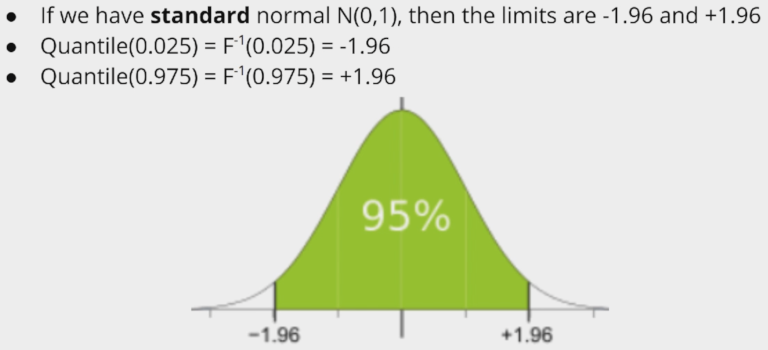 ● If we have standard normal N(0,1), then the limits are -1.96 and +1.96
● Quantile(0.025) = F⁻¹(0.025) = -1.96
● Quantile(0.975) = F⁻¹(0.975) = +1.96
95%
−1.96 +1.96